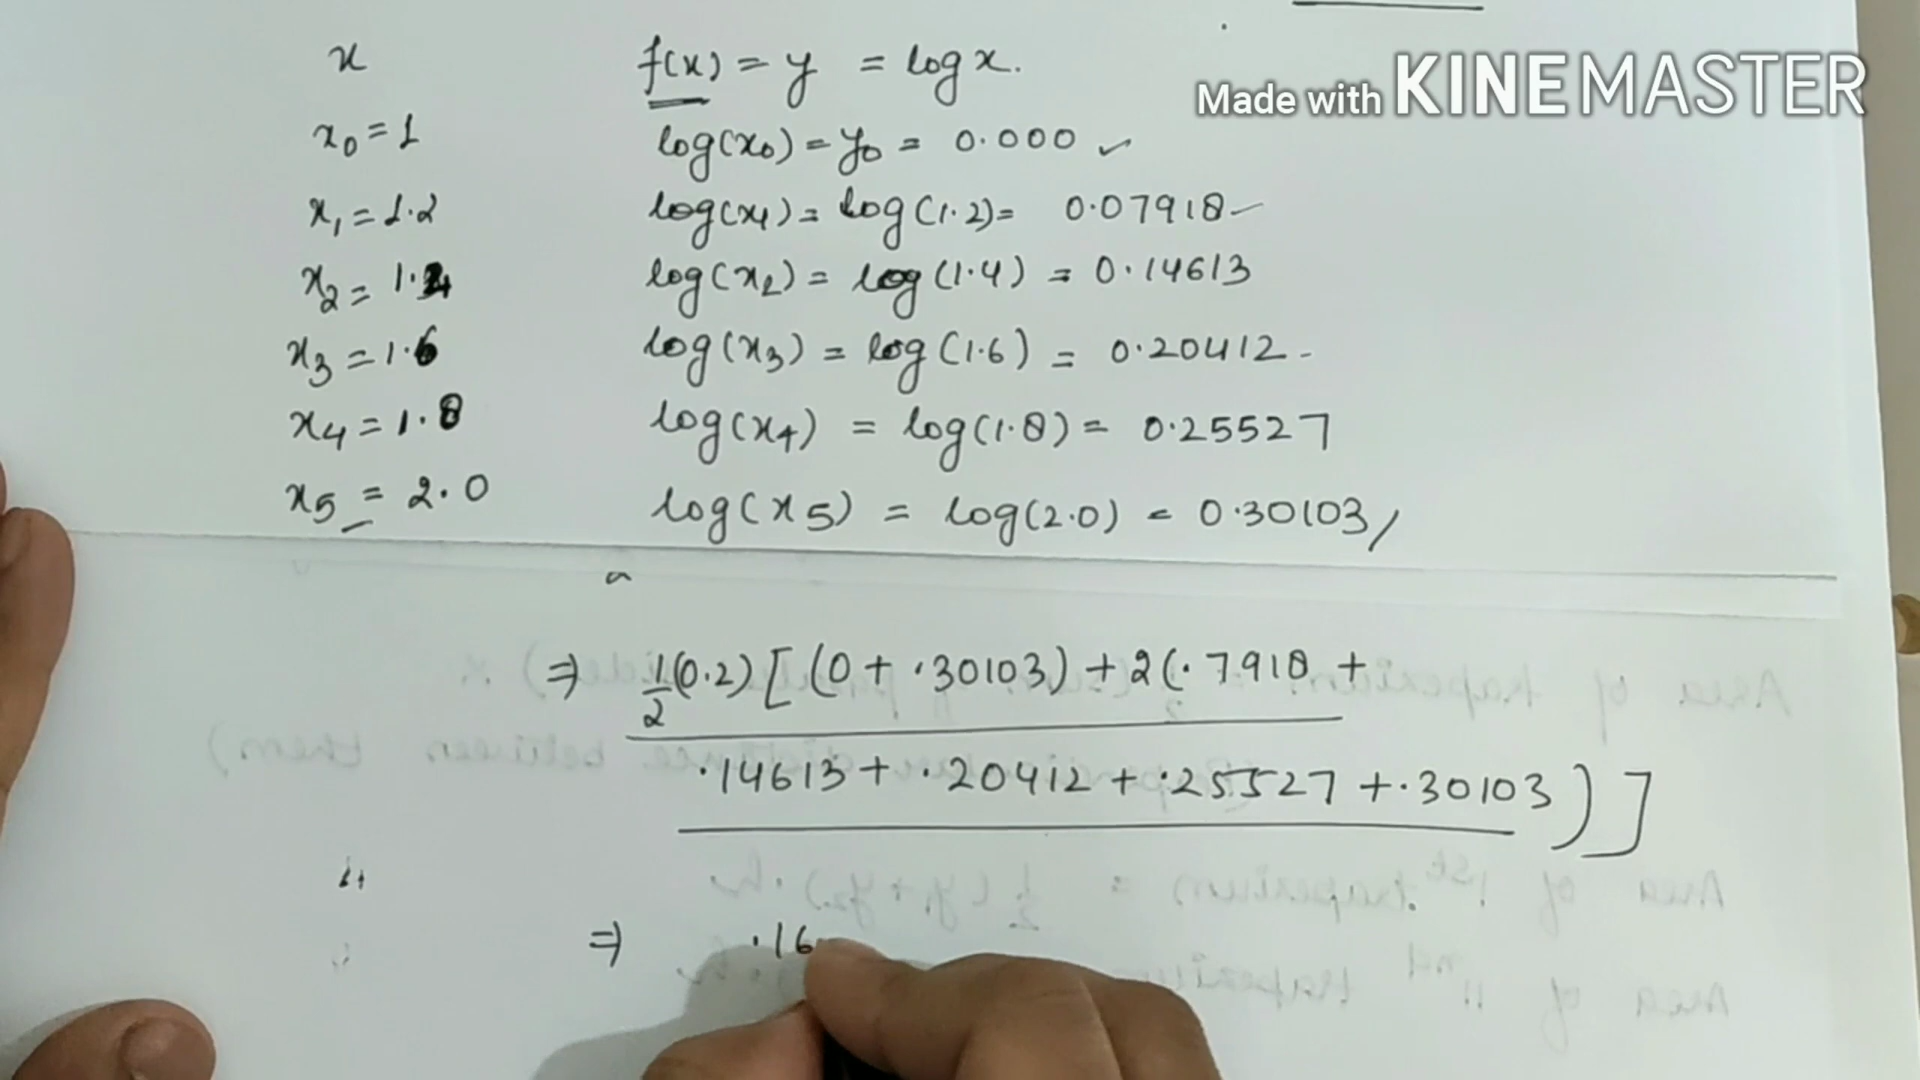 x f(x) = y = log x.
Made with KINEMASTER
x0 = 1 log(x0) = y0 = 0.000 ✓
x1 = 1.2 log(x1) = log(1.2) = 0.07918
x2 = 1.4 log(x2) = log(1.4) = 0.14613
x3 = 1.6 log(x3) = log(1.6) = 0.20412
x4 = 1.8 log(x4) = log(1.8) = 0.25527
x5 = 2.0 log(x5) = log(2.0) = 0.30103
⇒ 1/2 (0.2) [ (0 + .30103) + 2(.7918 +
.14613 + .20412 + .25527 + .30103 ) ]
⇒ .16